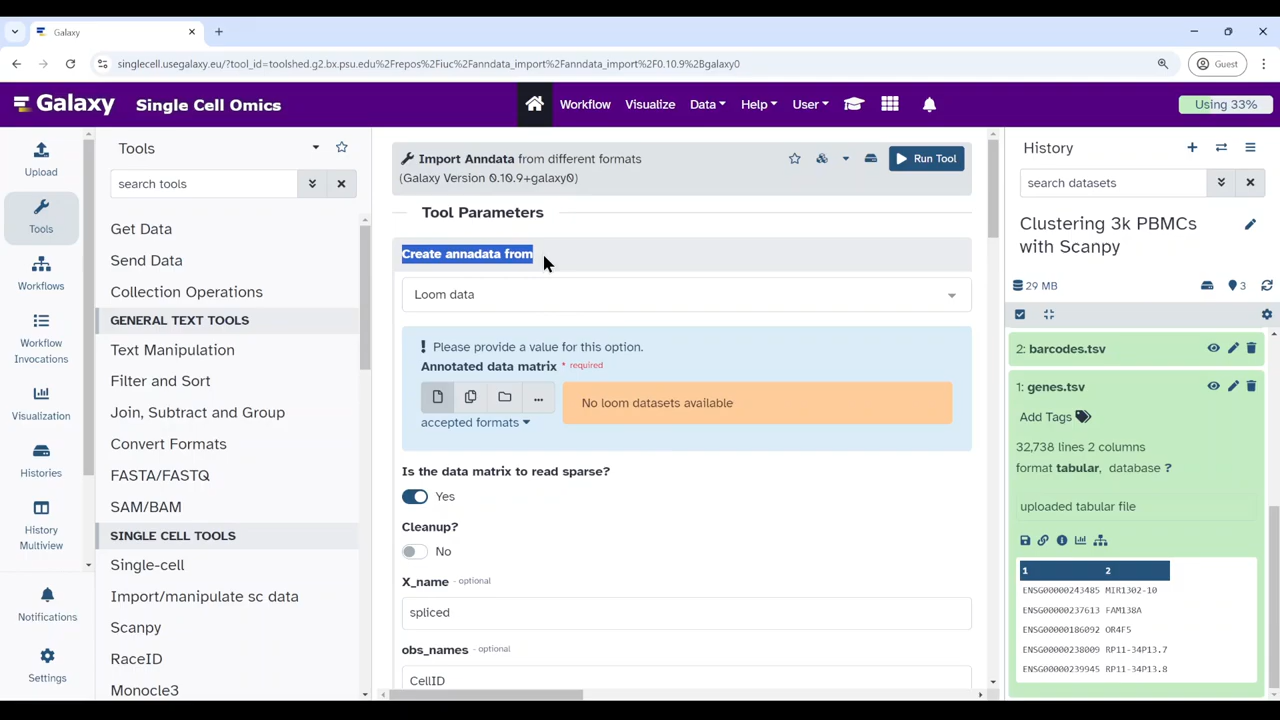 Galaxy
singlecell.usegalaxy.eu/?tool_id=toolshed.g2.bx.psu.edu%2Frepos%2Fiuc%2Fanndata_import%2Fanndata_import%2F0.10.9%2Bgalaxy0
Guest
Galaxy Single Cell Omics
Workflow Visualize Data Help User
Using 33%
Upload
Tools
Workflows
Workflow
Invocations
Visualization
Histories
History
Multiview
Notifications
Settings
Tools
search tools
Get Data
Send Data
Collection Operations
GENERAL TEXT TOOLS
Text Manipulation
Filter and Sort
Join, Subtract and Group
Convert Formats
FASTA/FASTQ
SAM/BAM
SINGLE CELL TOOLS
Single-cell
Import/manipulate sc data
Scanpy
RaceID
Monocle3
Import Anndata from different formats
(Galaxy Version 0.10.9+galaxy0)
Run Tool
Tool Parameters
Create annadata from
Loom data
Please provide a value for this option.
Annotated data matrix * required
...
No loom datasets available
accepted formats
Is the data matrix to read sparse?
Yes
Cleanup?
No
X_name - optional
spliced
obs_names - optional
CellID
History
search datasets
Clustering 3k PBMCs
with Scanpy
29 MB
3
2: barcodes.tsv
1: genes.tsv
Add Tags
32,738 lines 2 columns
format tabular, database ?
uploaded tabular file
1 2
ENSG00000243485 MIR1302-10
ENSG00000237613 FAM138A
ENSG00000186092 OR4F5
ENSG00000238009 RP11-34P13.7
ENSG00000239945 RP11-34P13.8